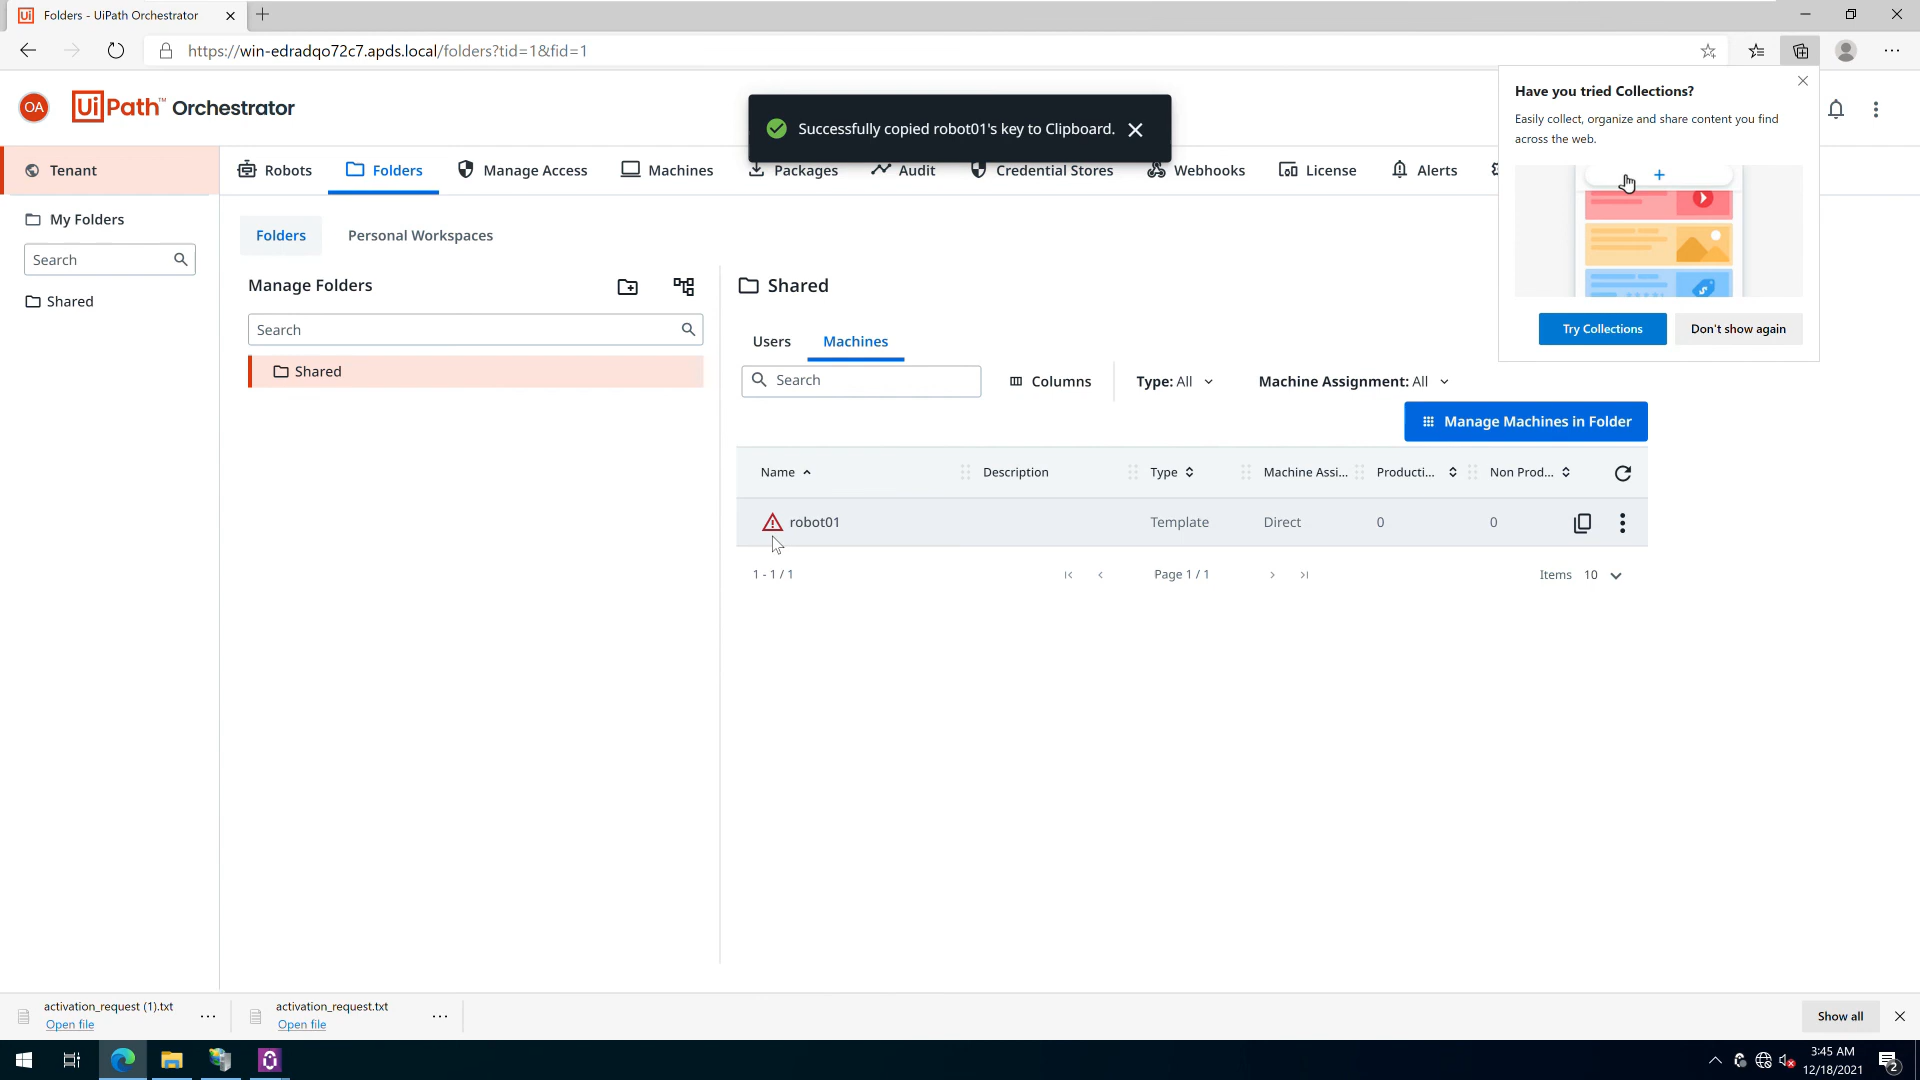 Folders - UiPath Orchestrator
https://win-edradqo72c7.apds.local/folders?tid=1&fid=1
Have you tried Collections?
Easily collect, organize and share content you find
across the web.
Try Collections
Don't show again
OA
UiPath™ Orchestrator
Successfully copied robot01's key to Clipboard.
Tenant
Robots
Folders
Manage Access
Machines
Packages
Audit
Credential Stores
Webhooks
License
Alerts
My Folders
Search
Shared
Folders
Personal Workspaces
Manage Folders
Search
Shared
Shared
Users
Machines
Search
Columns
Type: All
Machine Assignment: All
Manage Machines in Folder
Name
Description
Type
Machine Assi...
Producti...
Non Prod...
robot01
Template
Direct
0
0
1 - 1 / 1
Page 1 / 1
Items 10
activation_request (1).txt
Open file
activation_request.txt
Open file
Show all
3:45 AM
12/18/2021
2